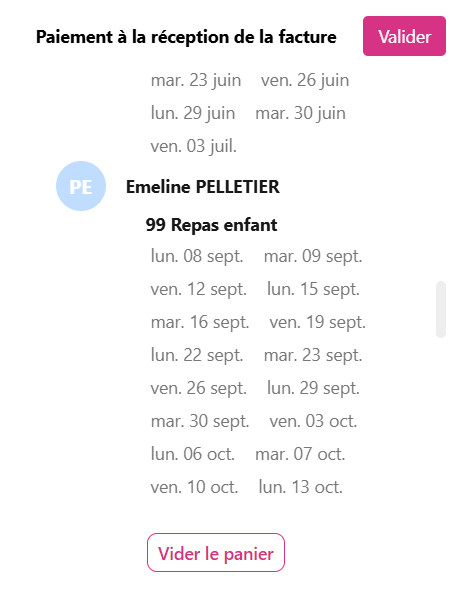 Paiement à la réception de la facture Valider
mar. 23 juin ven. 26 juin
lun. 29 juin mar. 30 juin
ven. 03 juil.
PE Emeline PELLETIER
99 Repas enfant
lun. 08 sept. mar. 09 sept.
ven. 12 sept. lun. 15 sept.
mar. 16 sept. ven. 19 sept.
lun. 22 sept. mar. 23 sept.
ven. 26 sept. lun. 29 sept.
mar. 30 sept. ven. 03 oct.
lun. 06 oct. mar. 07 oct.
ven. 10 oct. lun. 13 oct.
Vider le panier